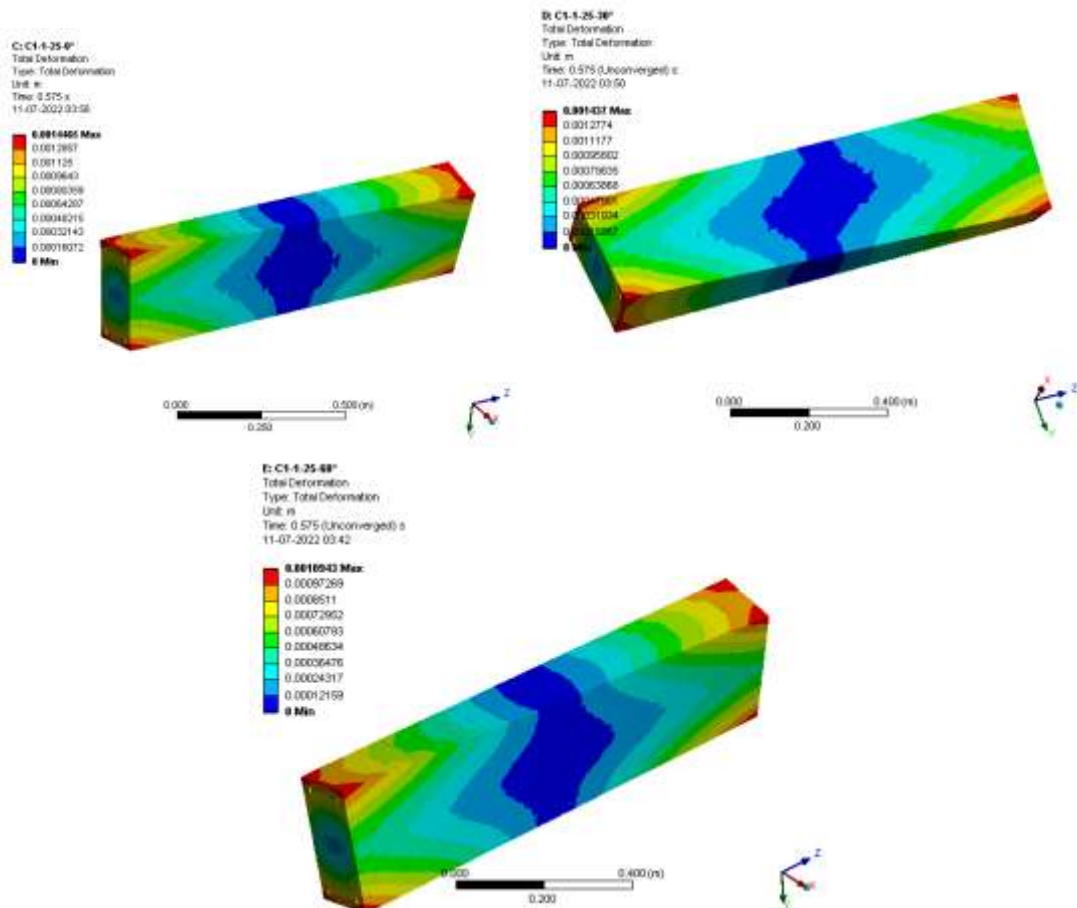 C: C1-1-25-0°
Total Deformation
Type: Total Deformation
Unit: m
Time: 0.575 s
11-07-2022 03:58
0.0014465 Max
0.0012857
0.001125
0.0009643
0.00080359
0.00064287
0.00048215
0.00032143
0.00016072
0 Min
0.000
0.500 (m)
0.250
Z
D: C1-1-25-30°
Total Deformation
Type: Total Deformation
Unit: m
Time: 0.575 (Unconverged) s
11-07-2022 03:50
0.001437 Max
0.0012774
0.0011177
0.00095802
0.00079835
0.00063868
0 Min
0.000
0.400 (m)
0.200
X
Z
Y
E: C1-1-25-60°
Total Deformation
Type: Total Deformation
Unit: m
Time: 0.575 (Unconverged) s
11-07-2022 03:42
0.0010943 Max
0.00097269
0.0008511
0.00072952
0.00060793
0.00048634
0.00036476
0.00024317
0.00012159
0 Min
0.000
0.400 (m)
0.200
Z